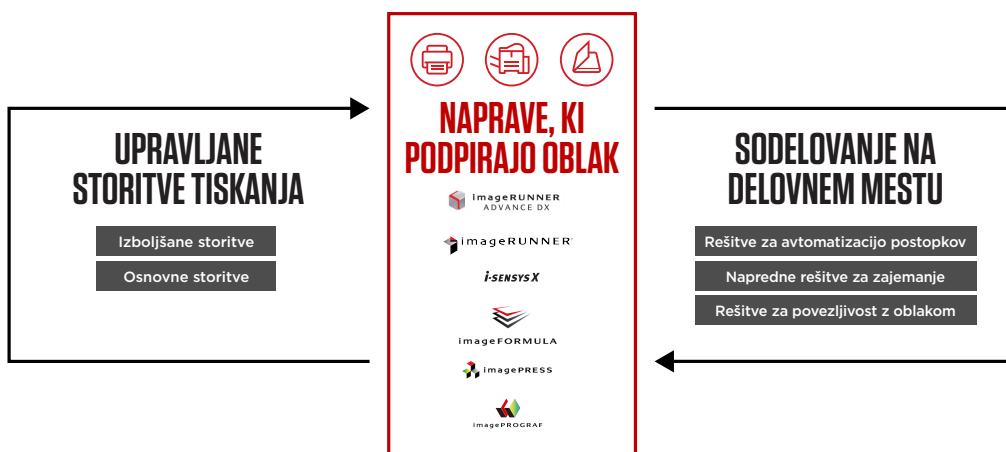 UPRAVLJANE
STORITVE TISKANJA
Izboljšane storitve
Osnovne storitve
NAPRAVE, KI
PODPIRAJO OBLAK
imageRUNNER
ADVANCE DX
imageRUNNER
i-SENSYS X
imageFORMULA
imagePRESS
imagePROGRAF
SODELOVANJE NA
DELOVNEM MESTU
Rešitve za avtomatizacijo postopkov
Napredne rešitve za zajemanje
Rešitve za povezljivost z oblakom